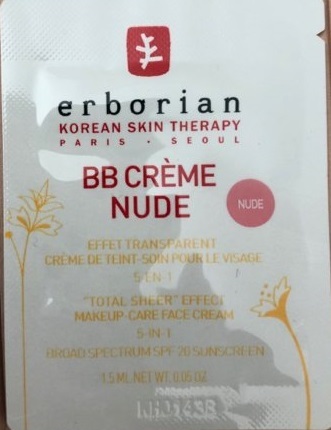 erborian
KOREAN SKIN THERAPY
PARIS • SEOUL
BB CRÈME
NUDE
NUDE
EFFET TRANSPARENT
CRÈME DE TEINT-SOIN POUR LE VISAGE
5-EN-1
"TOTAL SHEER" EFFECT
MAKEUP-CARE FACE CREAM
5-IN-1
BROAD SPECTRUM SPF 20 SUNSCREEN
1.5 ML.NET WT. 0.05 OZ